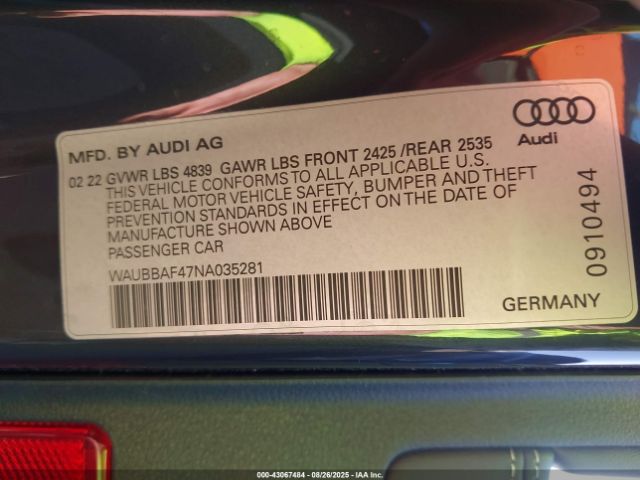 MFD. BY AUDI AG
Audi
02 22 GVWR LBS 4839 GAWR LBS FRONT 2425 /REAR 2535
THIS VEHICLE CONFORMS TO ALL APPLICABLE U.S.
FEDERAL MOTOR VEHICLE SAFETY, BUMPER AND THEFT
PREVENTION STANDARDS IN EFFECT ON THE DATE OF
MANUFACTURE SHOWN ABOVE
PASSENGER CAR
WAUBBAF47NA035281
GERMANY
0910494
000-43067484 - 08/26/2025 - IAA Inc.